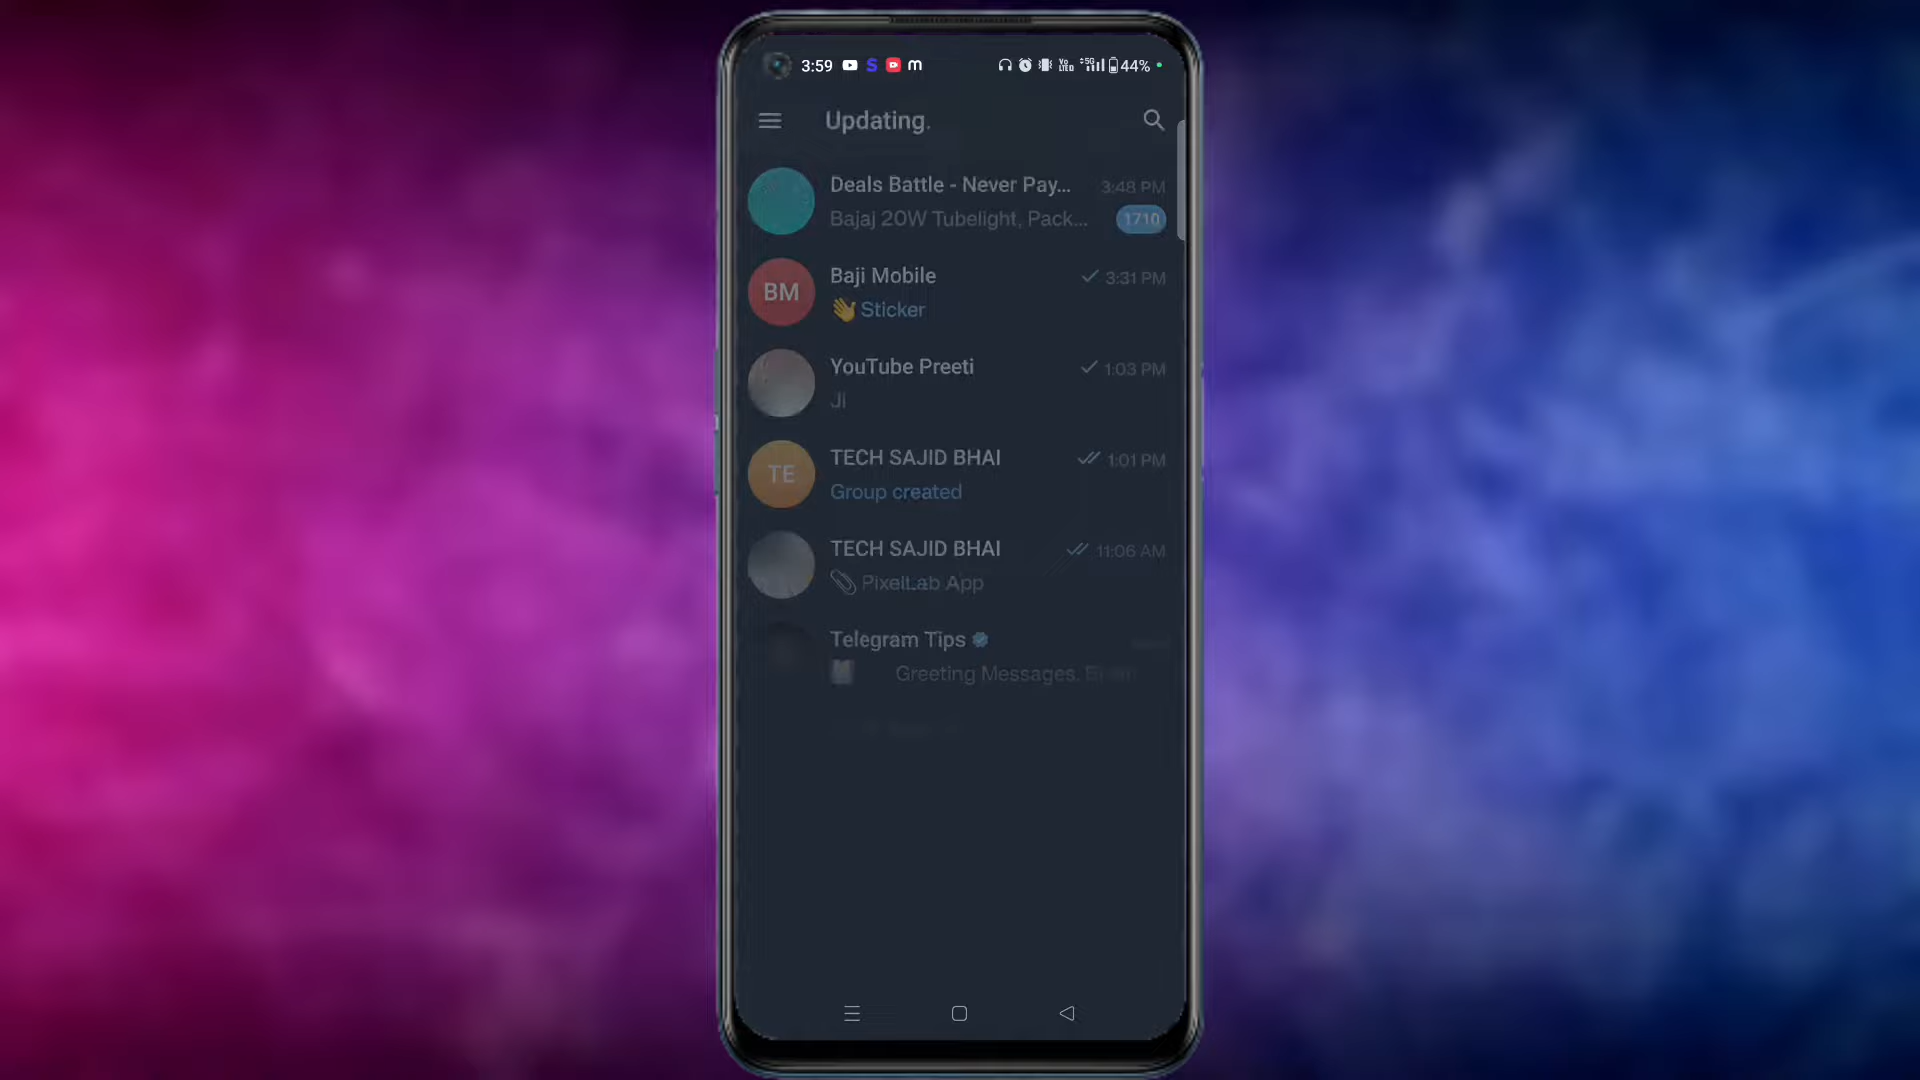 3:59 S m 44%
Updating.
Deals Battle - Never Pay... 3:48 PM
Bajaj 20W Tubelight, Pack... 1710
BM Baji Mobile 3:31 PM
👋 Sticker
YouTube Preeti 1:03 PM
Ji
TE TECH SAJID BHAI 1:01 PM
Group created
TECH SAJID BHAI 11:06 AM
PixelLab App
Telegram Tips
Greeting Messages.